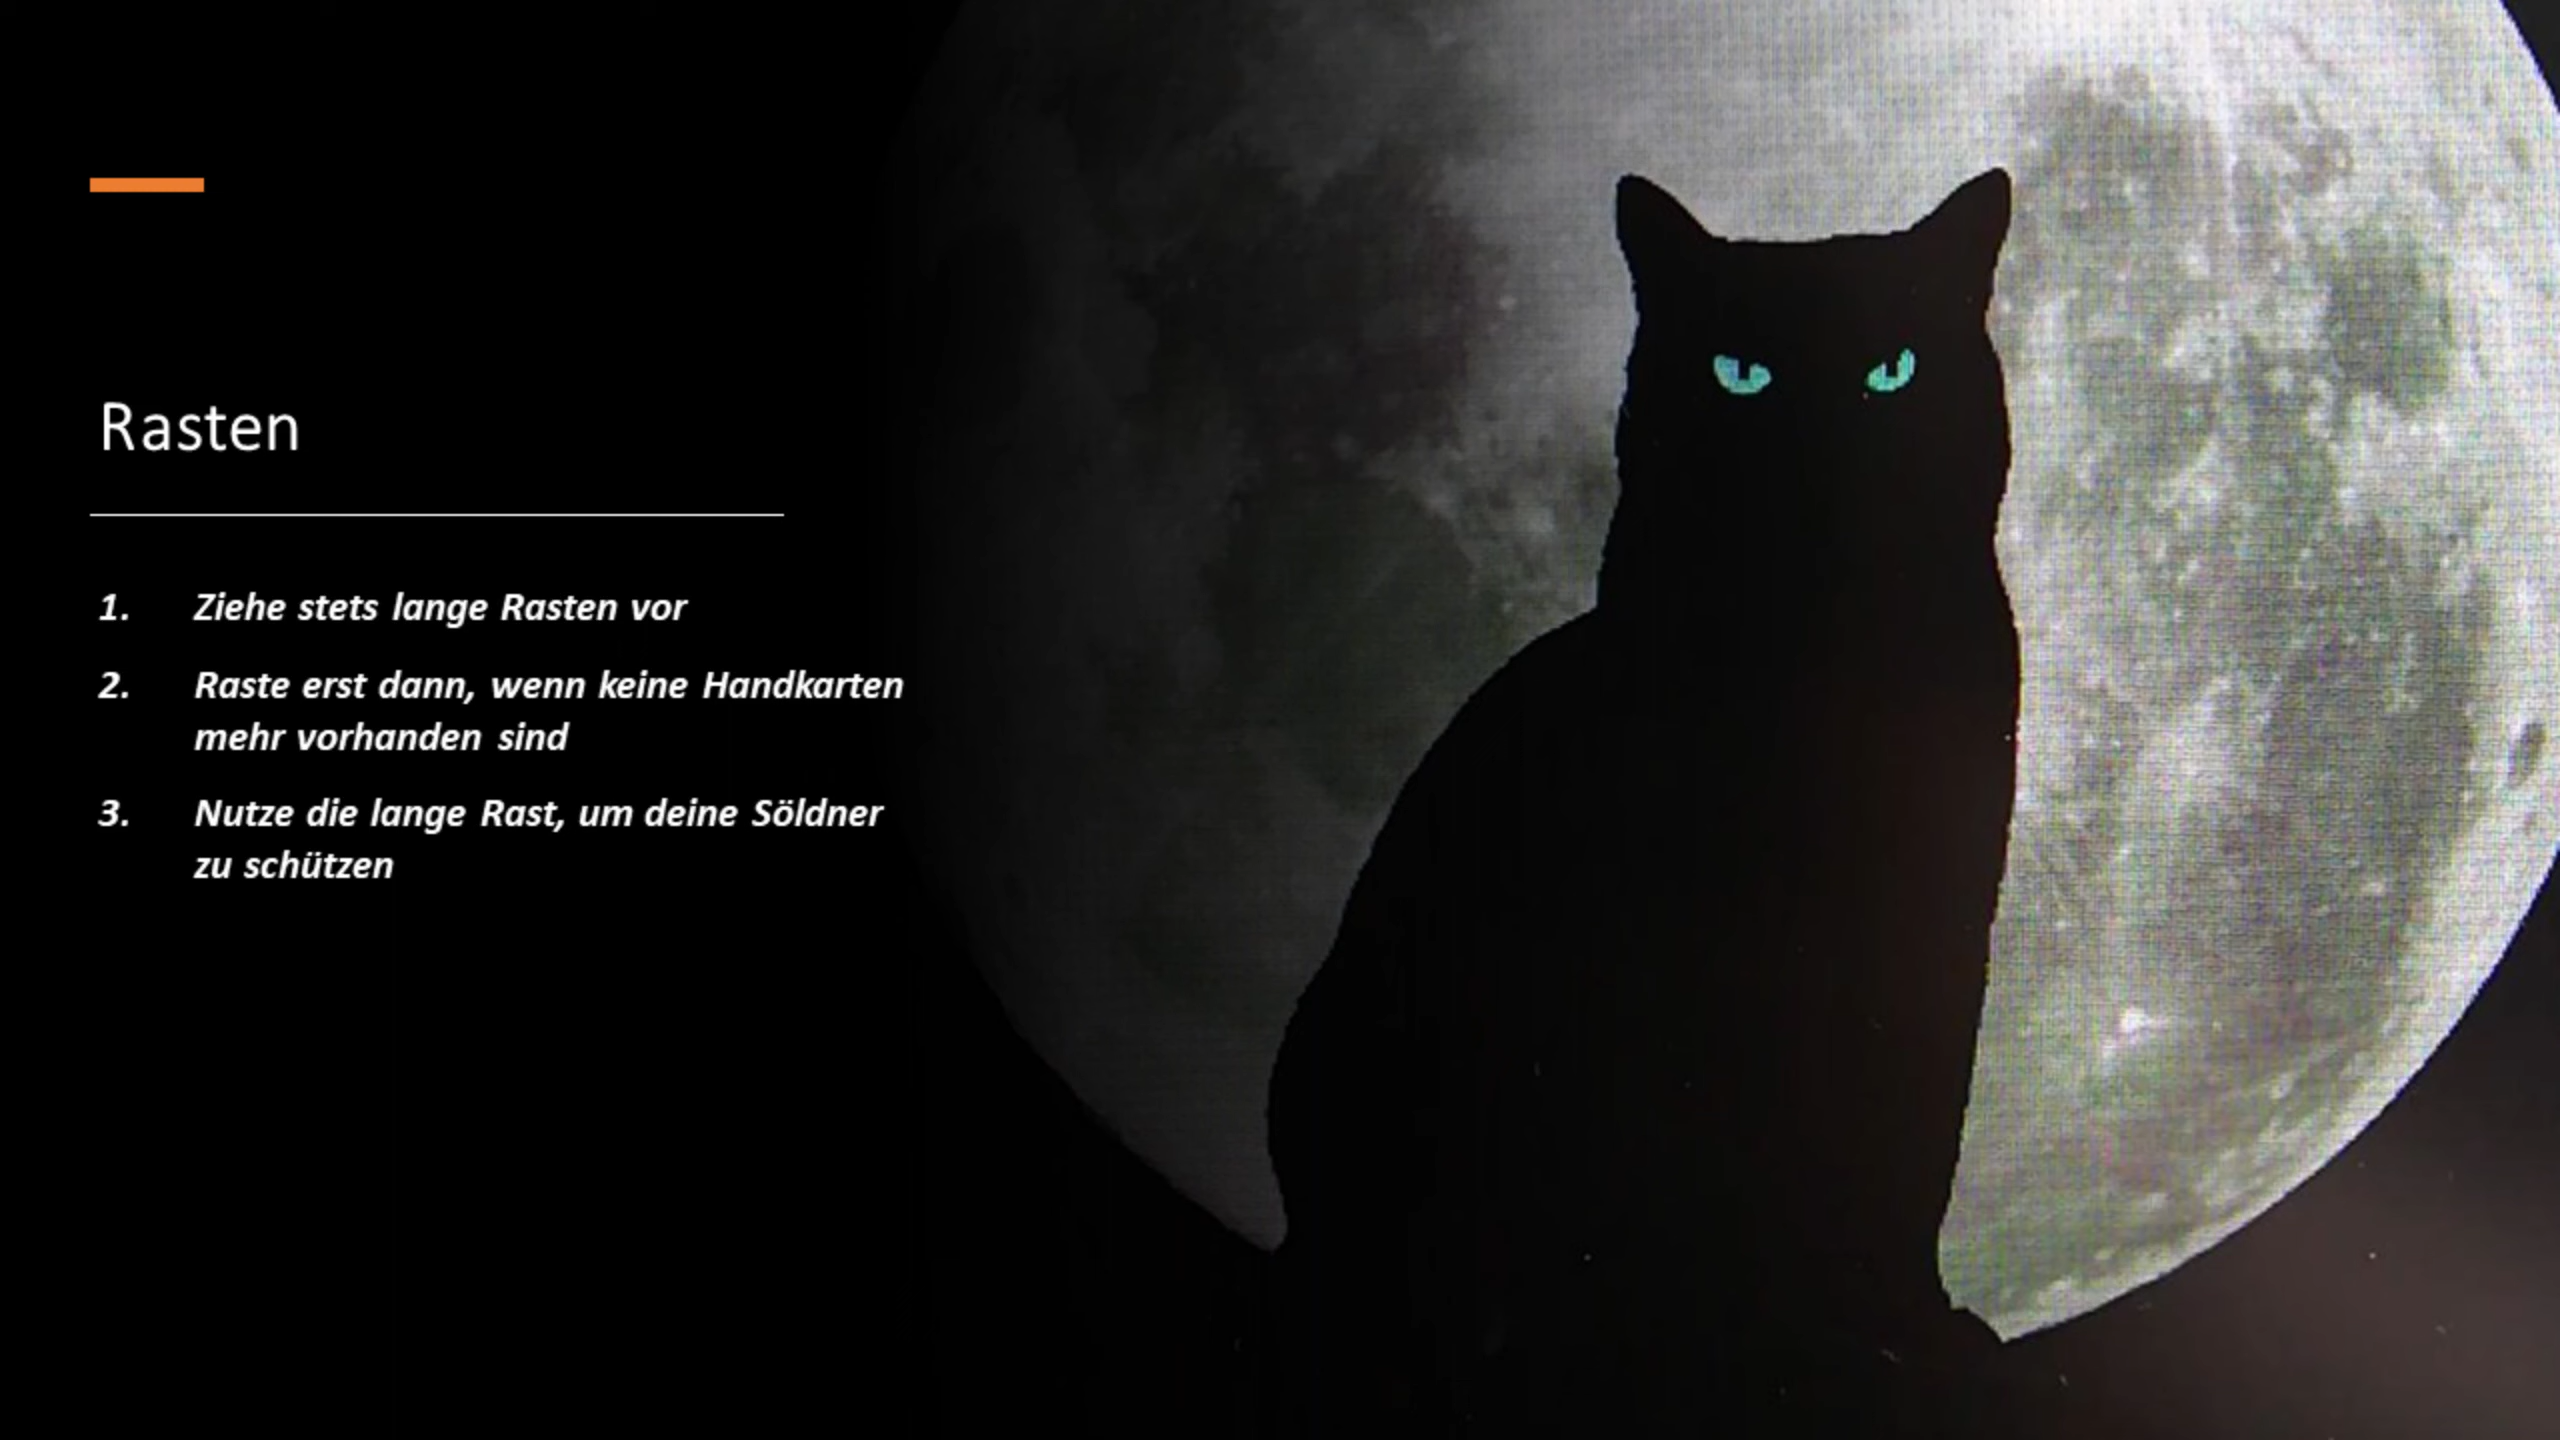 Rasten
1. Ziehe stets lange Rasten vor
2. Raste erst dann, wenn keine Handkarten
mehr vorhanden sind
3. Nutze die lange Rast, um deine Söldner
zu schützen